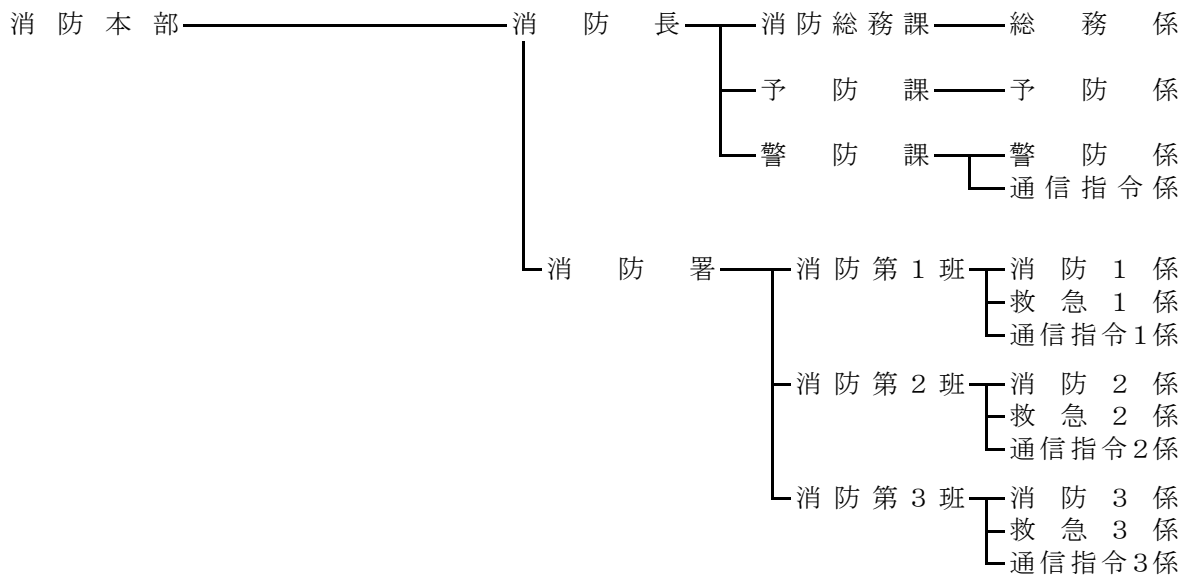 消防本部 消防長 消防総務課 総務係
予防課 予防係
警防課 警防係
通信指令係
消防署 消防第1班 消防1係
救急1係
通信指令1係
消防第2班 消防2係
救急2係
通信指令2係
消防第3班 消防3係
救急3係
通信指令3係